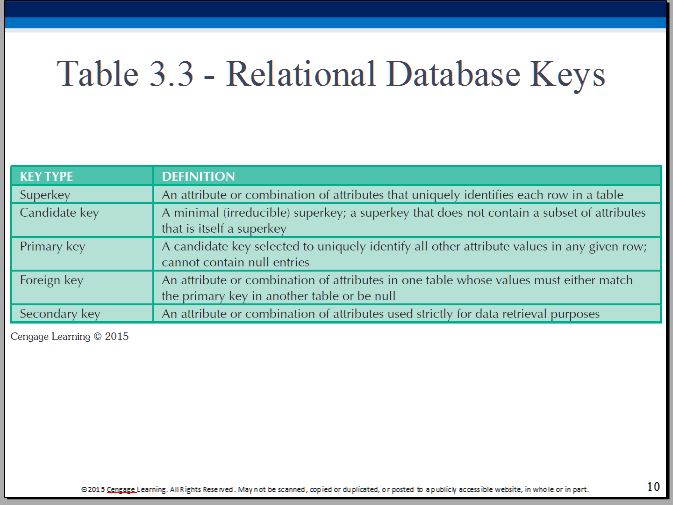 Table 3.3 - Relational Database Keys
KEY TYPE DEFINITION
Superkey An attribute or combination of attributes that uniquely identifies each row in a table
Candidate key A minimal (irreducible) superkey; a superkey that does not contain a subset of attributes
that is itself a superkey
Primary key A candidate key selected to uniquely identify all other attribute values in any given row;
cannot contain null entries
Foreign key An attribute or combination of attributes in one table whose values must either match
the primary key in another table or be null
Secondary key An attribute or combination of attributes used strictly for data retrieval purposes
Cengage Learning © 2015
©2015 Cengage Learning. All Rights Reserved. May not be scanned, copied or duplicated, or posted to a publicly accessible website, in whole or in part.
10